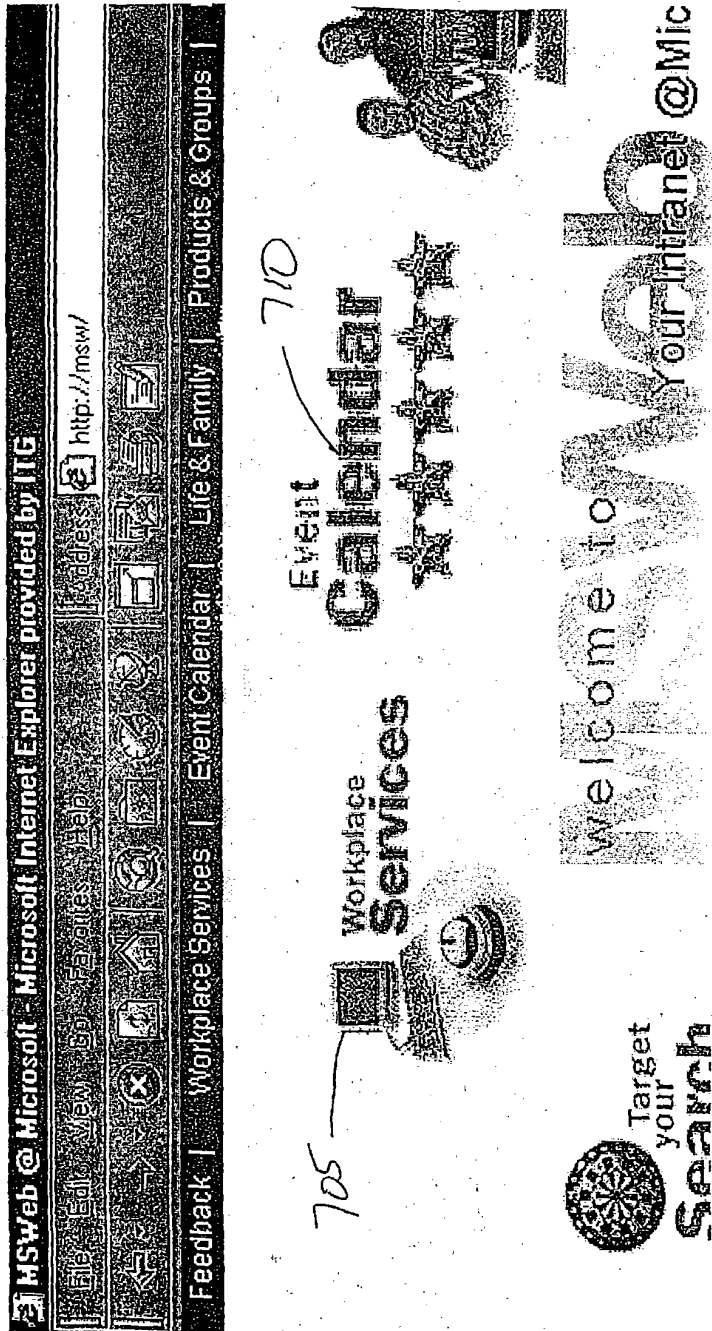 MSWeb @ Microsoft - Microsoft Internet Explorer provided by ITG
File Edit View Go Favorites Help
Address http://msw/
Feedback | Workplace Services | Event Calendar | Life & Family | Products & Groups |
705
Workplace
Services
Event
Calendar
710
WWW
Target
your
Search
welcome to
MSWeb
Your Intranet @Mic